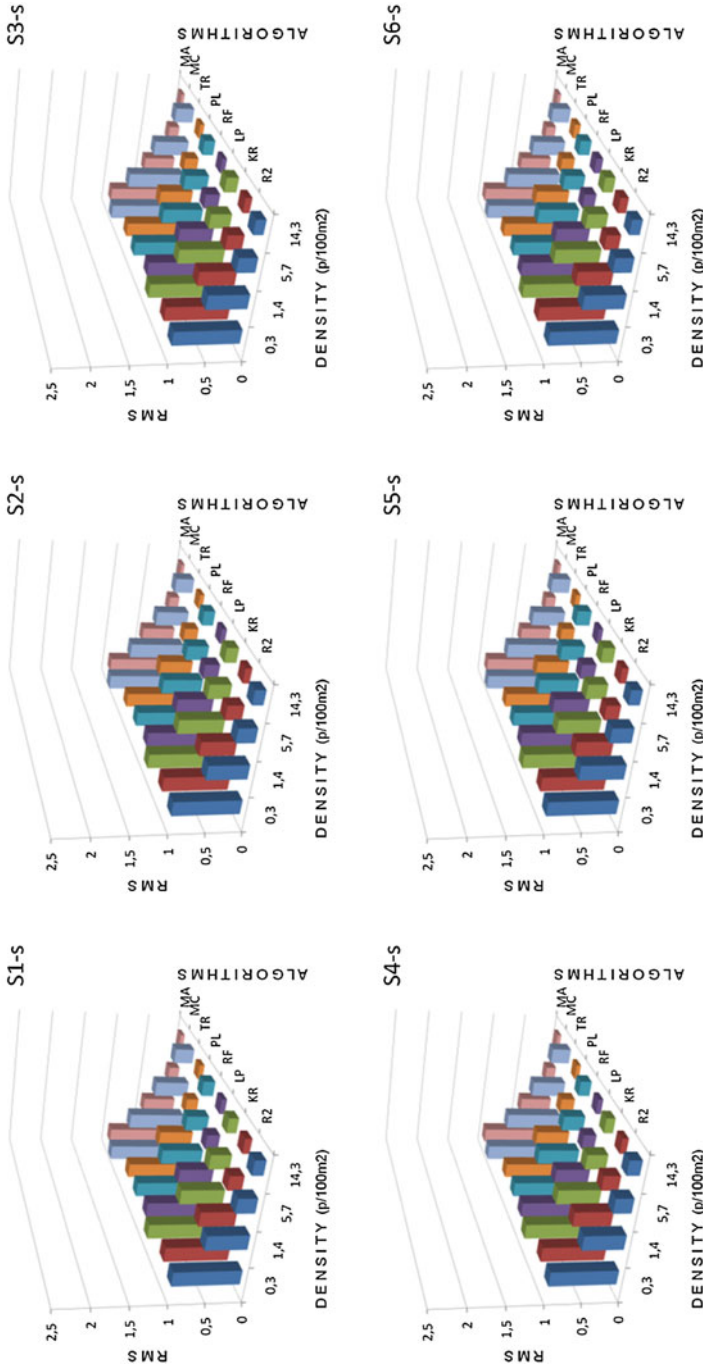 S1-s
2,5
2
1,5
1
0,5
0
RMS
0,3
1,4
5,7
14,3
DENSITY (p/100m2)
R2
KR
LP
RF
PL
TR
MC
MA
ALGORITHMS
S2-s
2,5
2
1,5
1
0,5
0
RMS
0,3
1,4
5,7
14,3
DENSITY (p/100m2)
R2
KR
LP
RF
PL
TR
MC
MA
ALGORITHMS
S3-s
2,5
2
1,5
1
0,5
0
RMS
0,3
1,4
5,7
14,3
DENSITY (p/100m2)
R2
KR
LP
RF
PL
TR
MC
MA
ALGORITHMS
S4-s
2,5
2
1,5
1
0,5
0
RMS
0,3
1,4
5,7
14,3
DENSITY (p/100m2)
R2
KR
LP
RF
PL
TR
MC
MA
ALGORITHMS
S5-s
2,5
2
1,5
1
0,5
0
RMS
0,3
1,4
5,7
14,3
DENSITY (p/100m2)
R2
KR
LP
RF
PL
TR
MC
MA
ALGORITHMS
S6-s
2,5
2
1,5
1
0,5
0
RMS
0,3
1,4
5,7
14,3
DENSITY (p/100m2)
R2
KR
LP
RF
PL
TR
MC
MA
ALGORITHMS